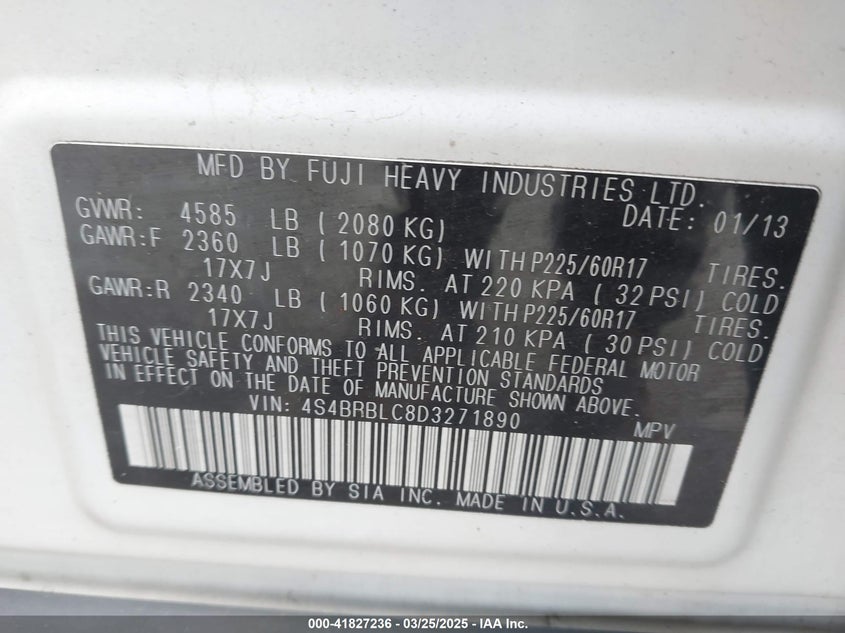 MFD BY FUJI HEAVY INDUSTRIES LTD.
GVWR: 4585 LB ( 2080 KG) DATE: 01/13
GAWR:F 2360 LB ( 1070 KG) WITH P225/60R17 TIRES.
17X7J RIMS. AT 220 KPA ( 32 PSI) COLD
GAWR:R 2340 LB ( 1060 KG) WITH P225/60R17 TIRES.
17X7J RIMS. AT 210 KPA ( 30 PSI) COLD
THIS VEHICLE CONFORMS TO ALL APPLICABLE FEDERAL MOTOR
VEHICLE SAFETY AND THEFT PREVENTION STANDARDS
IN EFFECT ON THE DATE OF MANUFACTURE SHOWN ABOVE.
VIN: 4S4BRBLC8D3271890 MPV
ASSEMBLED BY SIA INC. MADE IN U.S.A.
000-41827236 - 03/25/2025 - IAA Inc.